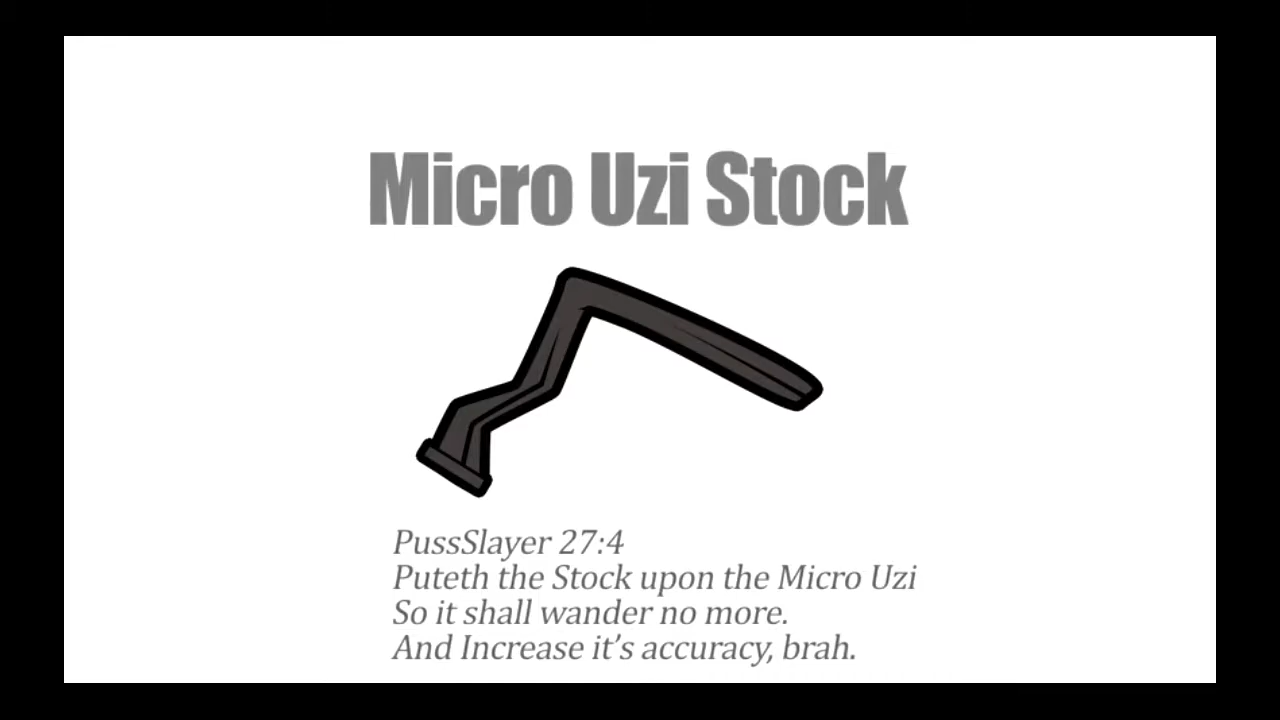 Micro Uzi Stock
PussSlayer 27:4
Puteth the Stock upon the Micro Uzi
So it shall wander no more.
And Increase it’s accuracy, brah.